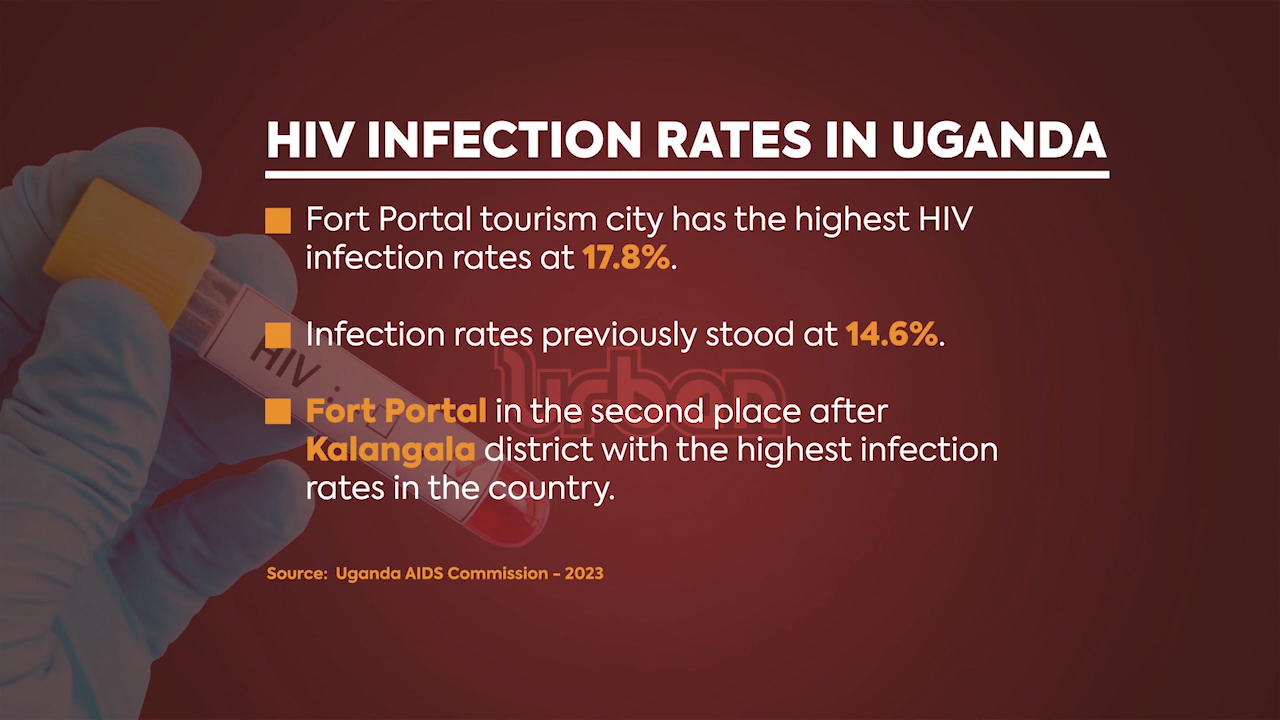 HIV INFECTION RATES IN UGANDA
Fort Portal tourism city has the highest HIV
infection rates at 17.8%.
Infection rates previously stood at 14.6%.
Fort Portal in the second place after
Kalangala district with the highest infection
rates in the country.
Source: Uganda AIDS Commission - 2023
HIV
urban